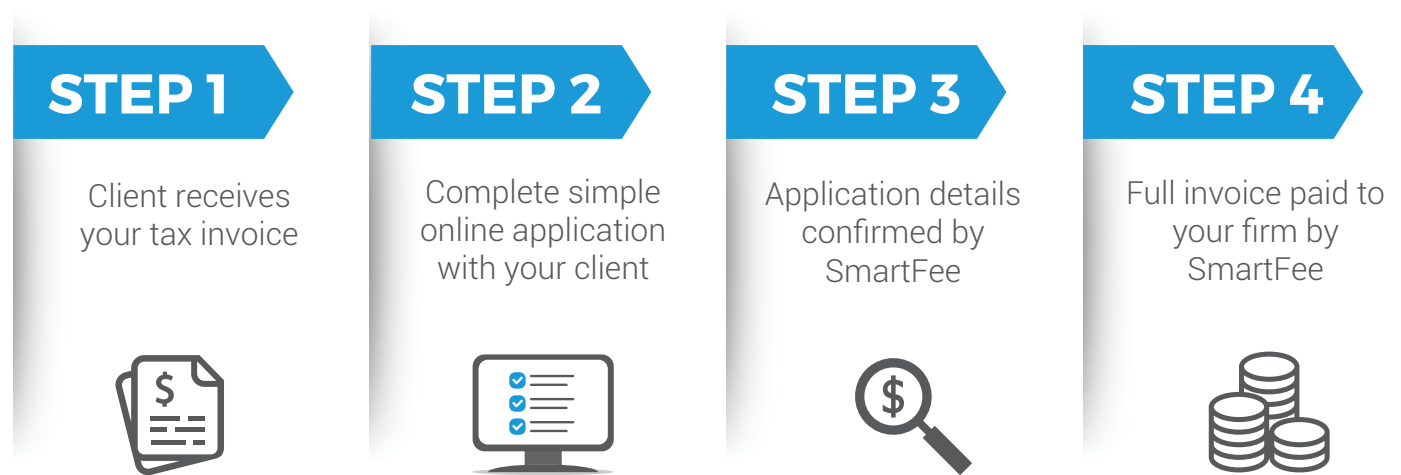 STEP 1
Client receives
your tax invoice
$
STEP 2
Complete simple
online application
with your client
STEP 3
Application details
confirmed by
SmartFee
$
STEP 4
Full invoice paid to
your firm by
SmartFee